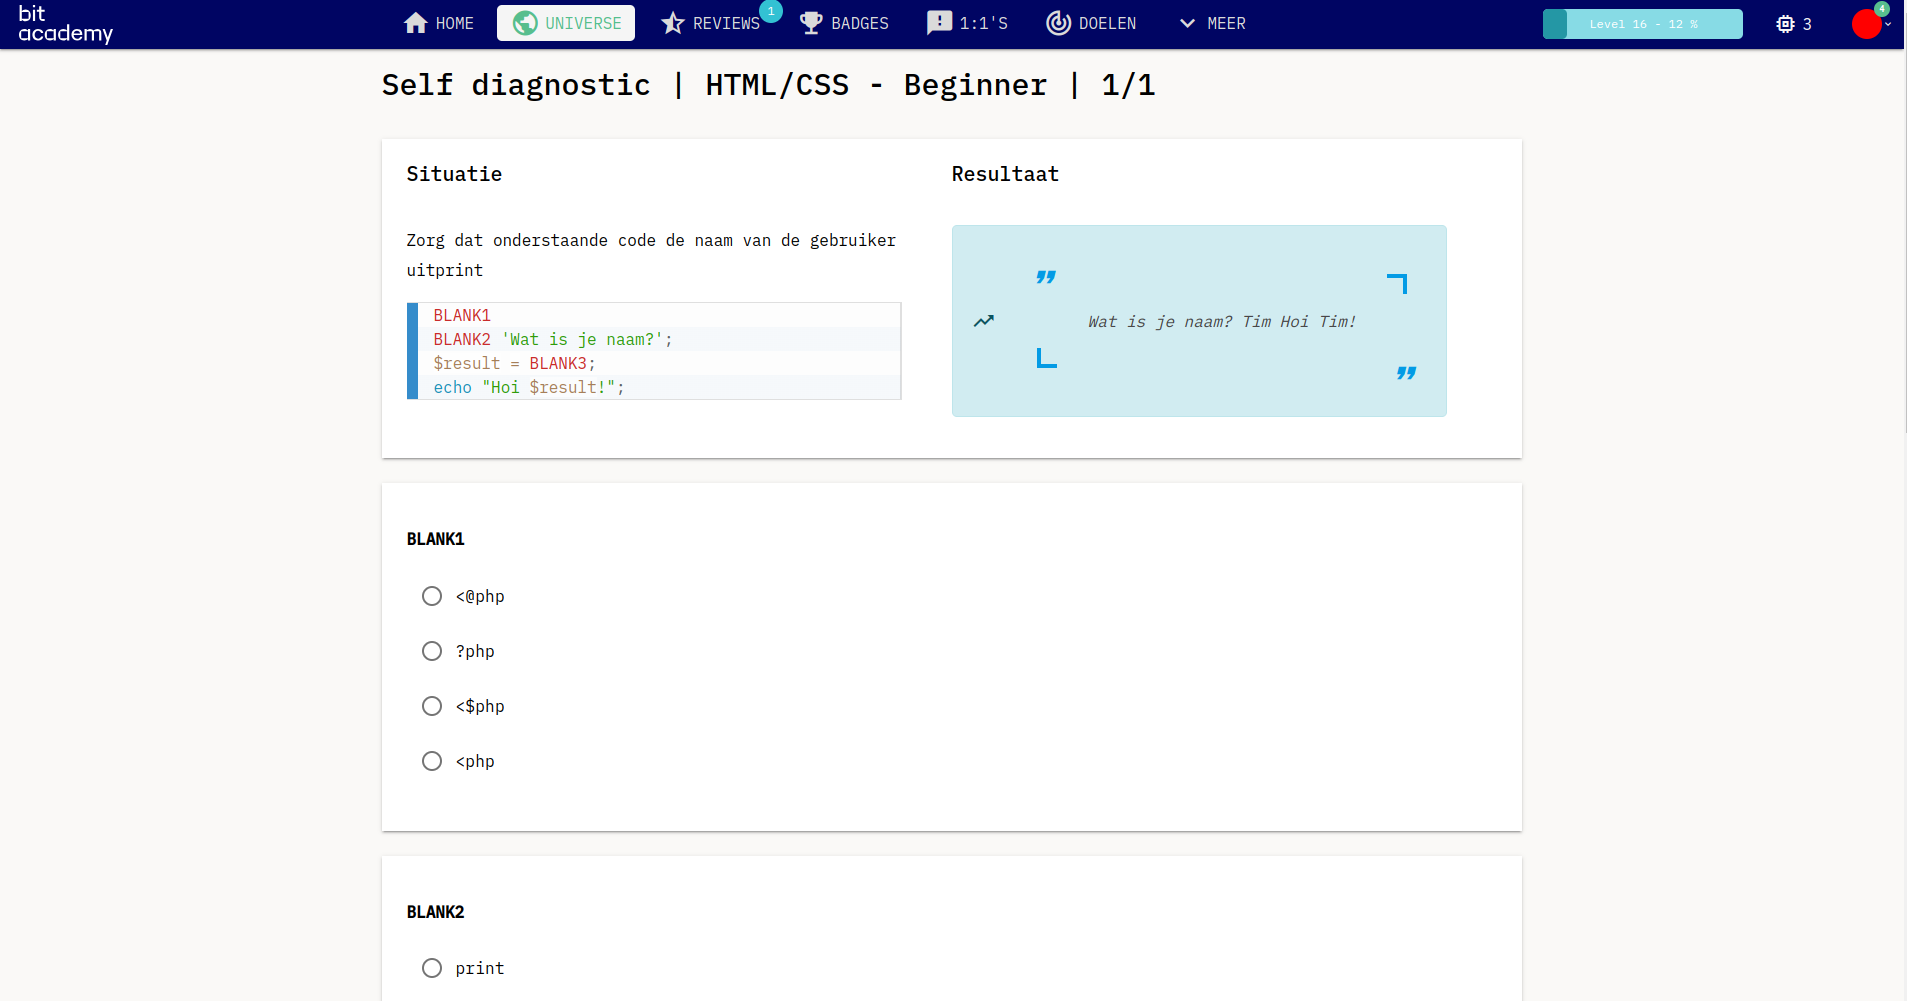 bit
academy
HOME
UNIVERSE
REVIEWS
1
BADGES
1:1'S
DOELEN
MEER
Level 16 - 12 %
3
4
Self diagnostic | HTML/CSS - Beginner | 1/1
Situatie
Zorg dat onderstaande code de naam van de gebruiker
uitprint
BLANK1
BLANK2 'Wat is je naam?';
$result = BLANK3;
echo "Hoi $result!";
Resultaat
Wat is je naam? Tim Hoi Tim!
BLANK1
<@php
?php
<$php
<php
BLANK2
print